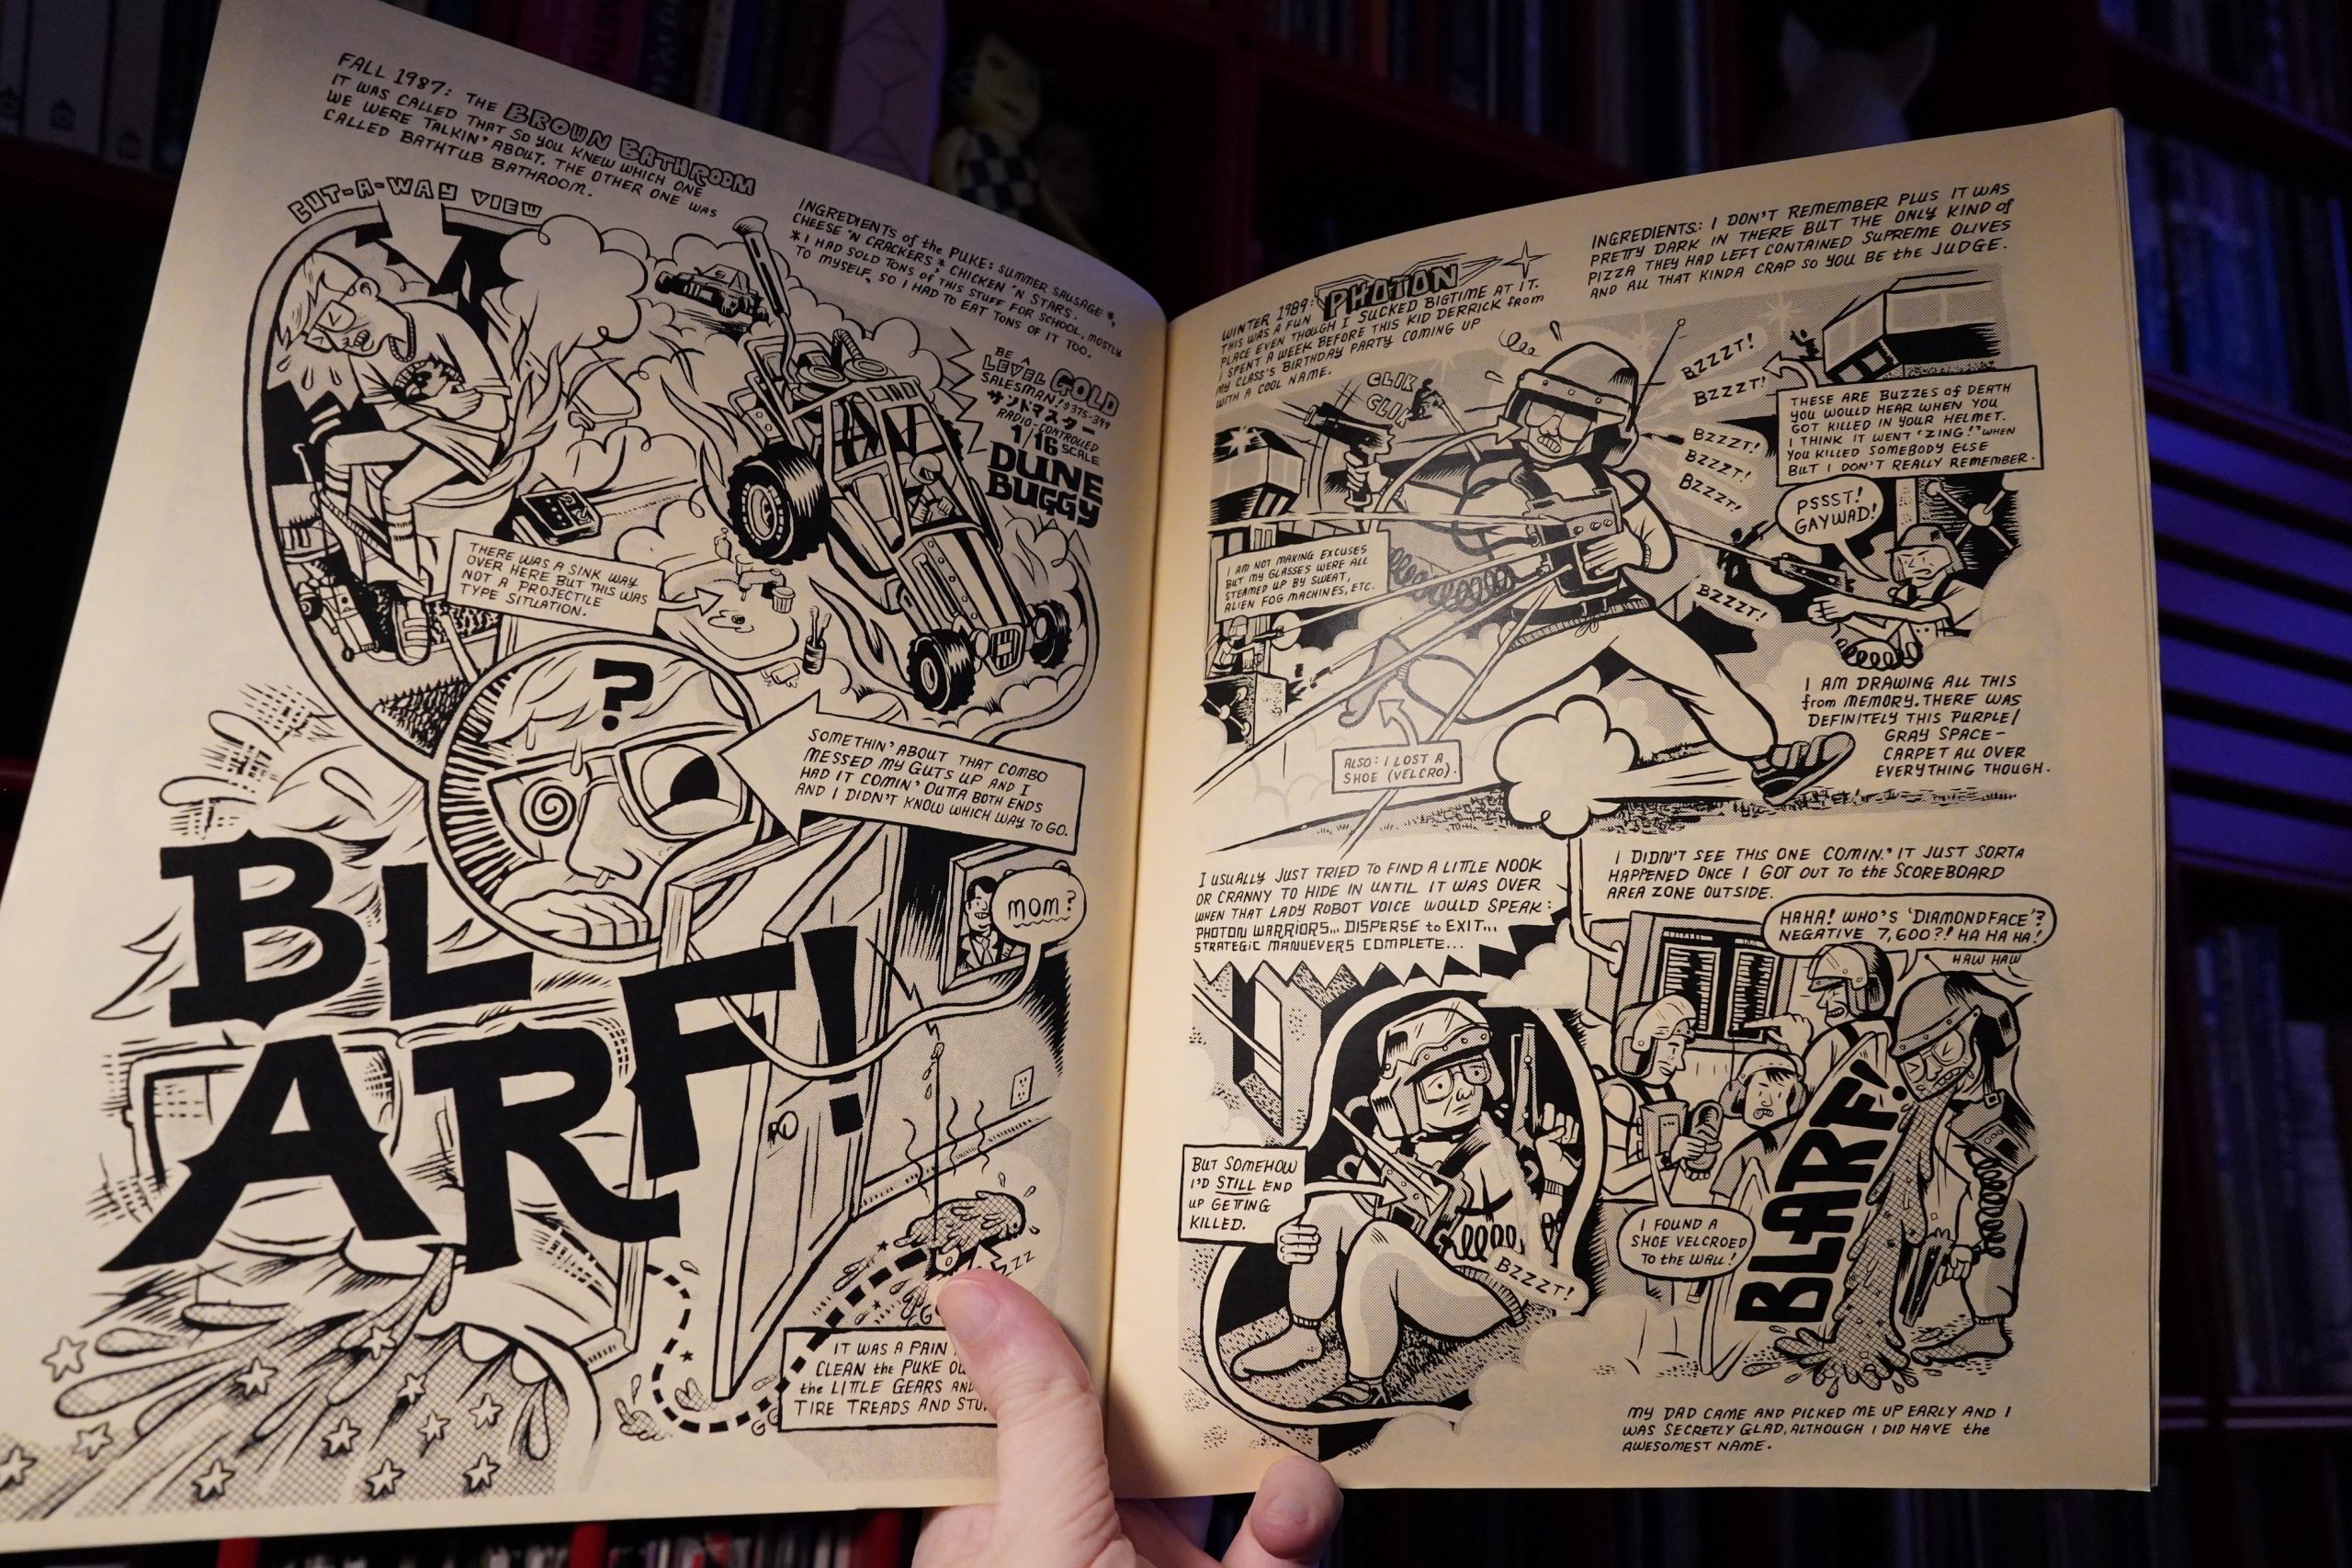 FALL 1987: THE BROWN BATHROOM
IT WAS CALLED THAT SO YOU KNEW WHICH ONE
WE WERE TALKIN' ABOUT. THE OTHER ONE WAS
CALLED BATHTUB BATHROOM.
CUT-A-WAY VIEW
INGREDIENTS of the PUKE: SUMMER SAUSAGE*,
CHEESE 'N CRACKERS* CHICKEN 'N STARS.
*I HAD SOLD TONS of THIS STUFF FOR SCHOOL, MOSTLY
TO MYSELF, SO I HAD TO EAT TONS OF IT TOO.
BE A
LEVEL GOLD
SALESMAN! $375-399
サンドマスター
RADIO-CONTROLLED
1/16 SCALE
DUNE
BUGGY
THERE WAS A SINK WAY
OVER HERE BUT THIS WAS
NOT A PROJECTILE
TYPE SITUATION.
?
SOMETHIN' ABOUT THAT COMBO
MESSED MY GUTS UP AND I
HAD IT COMIN' OUTTA BOTH ENDS
AND I DIDN'T KNOW WHICH WAY TO GO.
MOM?
BL
ARF!
ZZZ
IT WAS A PAIN
CLEAN the PUKE
the LITTLE GEARS
TIRE TREADS AND
WINTER 1989: PHOTON
THIS WAS A FUN
PLACE EVEN THOUGH I SUCKED BIGTIME AT IT.
I SPENT A WEEK BEFORE THIS KID DERRICK from
MY CLASS'S BIRTHDAY PARTY COMING UP
WITH A COOL NAME.
INGREDIENTS: I DON'T REMEMBER PLUS IT WAS
PRETTY DARK IN THERE BUT THE ONLY KIND of
PIZZA THEY HAD LEFT CONTAINED SUPREME OLIVES
AND ALL THAT KINDA CRAP SO YOU BE the JUDGE.
CLIK
CLIK
BZZZT!
BZZZT!
BZZZT!
BZZZT!
BZZZT!
THESE ARE BUZZES of DEATH
YOU WOULD HEAR WHEN YOU
GOT KILLED IN YOUR HELMET.
I THINK IT WENT "ZING!" WHEN
YOU KILLED SOMEBODY ELSE
BUT I DON'T REALLY REMEMBER.
PSSST!
GAYWAD!
BZZZT!
I AM NOT MAKING EXCUSES
BUT MY GLASSES WERE ALL
STEAMED UP BY SWEAT,
ALIEN FOG MACHINES, ETC.
ALSO: I LOST A
SHOE (VELCRO).
I AM DRAWING ALL THIS
from MEMORY. THERE WAS
DEFINITELY THIS PURPLE/
GRAY SPACE-
CARPET ALL OVER
EVERYTHING THOUGH.
I USUALLY JUST TRIED TO FIND A LITTLE NOOK
OR CRANNY TO HIDE IN UNTIL IT WAS OVER
WHEN THAT LADY ROBOT VOICE WOULD SPEAK:
PHOTON WARRIORS... DISPERSE to EXIT...
STRATEGIC MANUEVERS COMPLETE...
I DIDN'T SEE THIS ONE COMIN.' IT JUST SORTA
HAPPENED ONCE I GOT OUT to the SCOREBOARD
AREA ZONE OUTSIDE.
HAHA! WHO'S 'DIAMONDFACE'?
NEGATIVE 7,600?! HA HA HA!
HAW HAW
BUT SOMEHOW
I'D STILL END
UP GETTING
KILLED.
BZZZT!
I FOUND A
SHOE VELCROED
TO the WALL!
BLARF!
MY DAD CAME AND PICKED ME UP EARLY AND I
WAS SECRETLY GLAD, ALTHOUGH I DID HAVE the
AWESOMEST NAME.